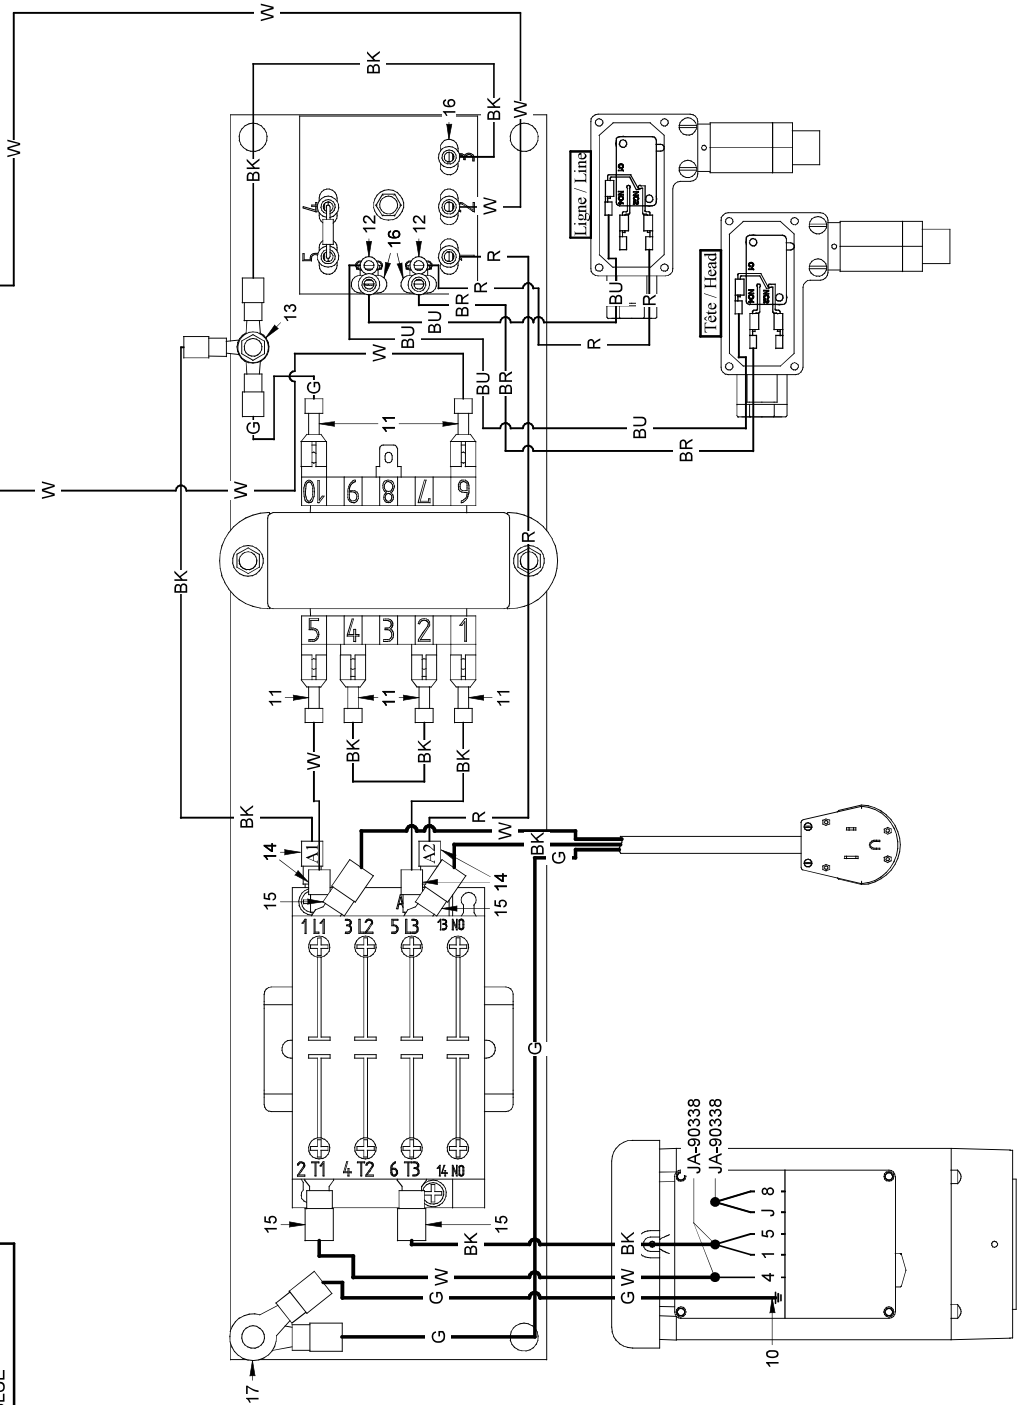 W
W
BK
BK
BK
W
16
3
2
W
4
5
12
16
12
1
R
R
BR
BU
BU
BU
R
R
Ligne / Line
Tête / Head
13
BK
G
G
W
11
BU
BR
BU
BR
W
W
10
9
8
7
6
R
BK
5
4
3
2
1
11
11
11
W
BK
BK
BK
BK
R
W
BK
G
14
A1
A2
15
14
15
1 L1
3 L2
5 L3
13 NO
G
2 T1
4 T2
6 T3
14 NO
15
15
BK
BK
G W
G W
G
JA-90338
JA-90338
4
1
5
J
8
10
17